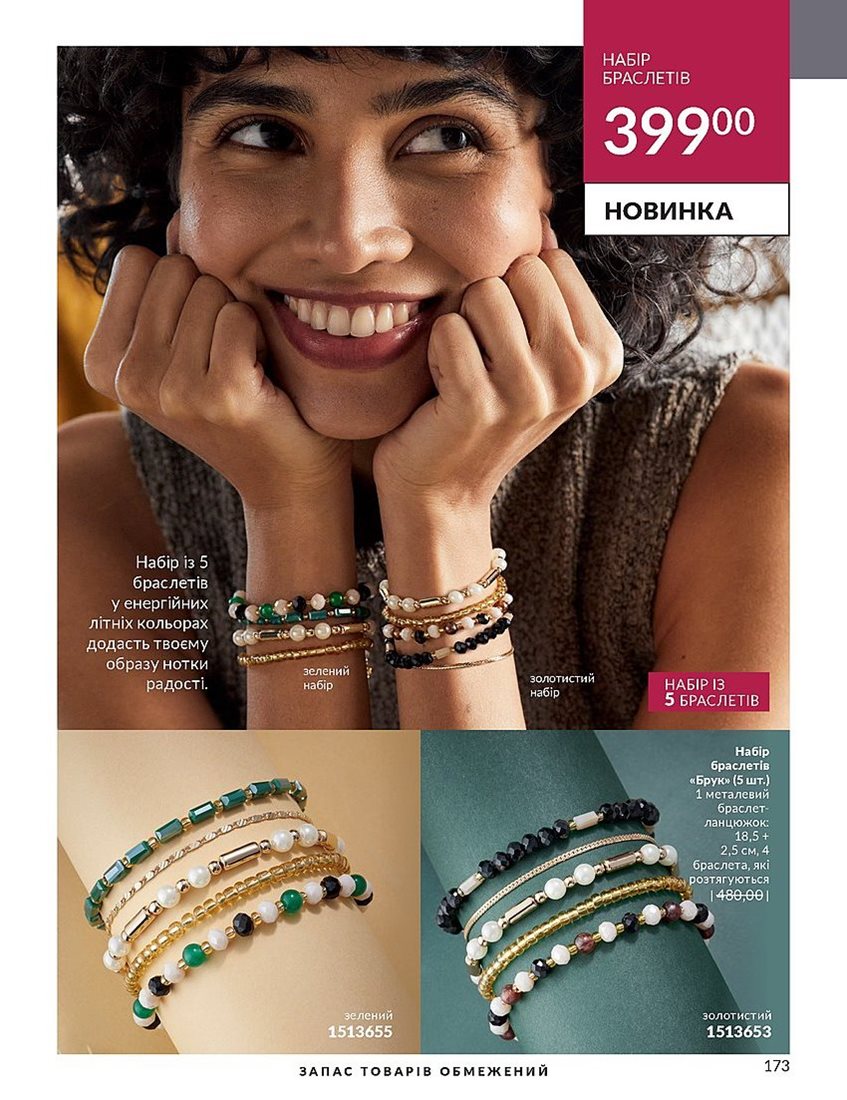 НАБІР
БРАСЛЕТІВ
399⁰⁰
НОВИНКА
Набір із 5
браслетів
у енергійних
літніх кольорах
додасть твоєму
образу нотки
радості.
зелений
набір
золотистий
набір
НАБІР ІЗ
5 БРАСЛЕТІВ
Набір
браслетів
«Брук» (5 шт.)
1 металевий
браслет-
ланцюжок:
18,5 +
2,5 см, 4
браслета, які
розтягуються
| 480,00 |
зелений
1513655
золотистий
1513653
ЗАПАС ТОВАРІВ ОБМЕЖЕНИЙ
173